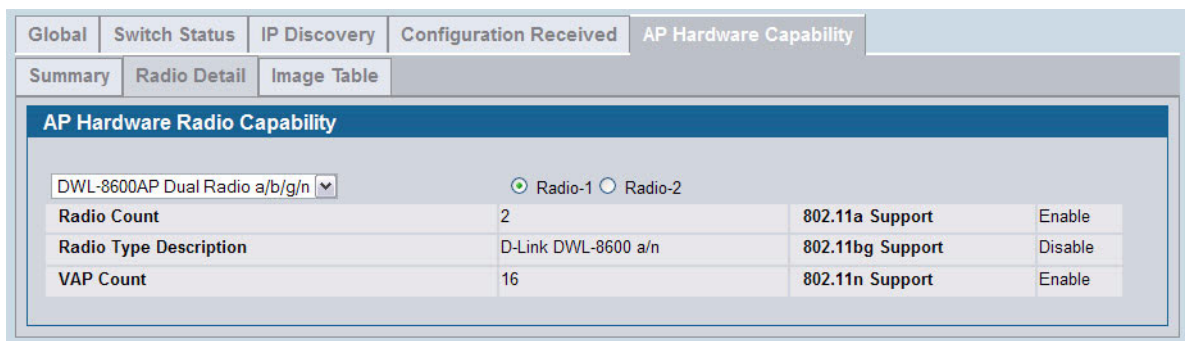 Global Switch Status IP Discovery Configuration Received AP Hardware Capability
Summary Radio Detail Image Table
AP Hardware Radio Capability
DWL-8600AP Dual Radio a/b/g/n Radio-1 Radio-2
Radio Count 2 802.11a Support Enable
Radio Type Description D-Link DWL-8600 a/n 802.11bg Support Disable
VAP Count 16 802.11n Support Enable